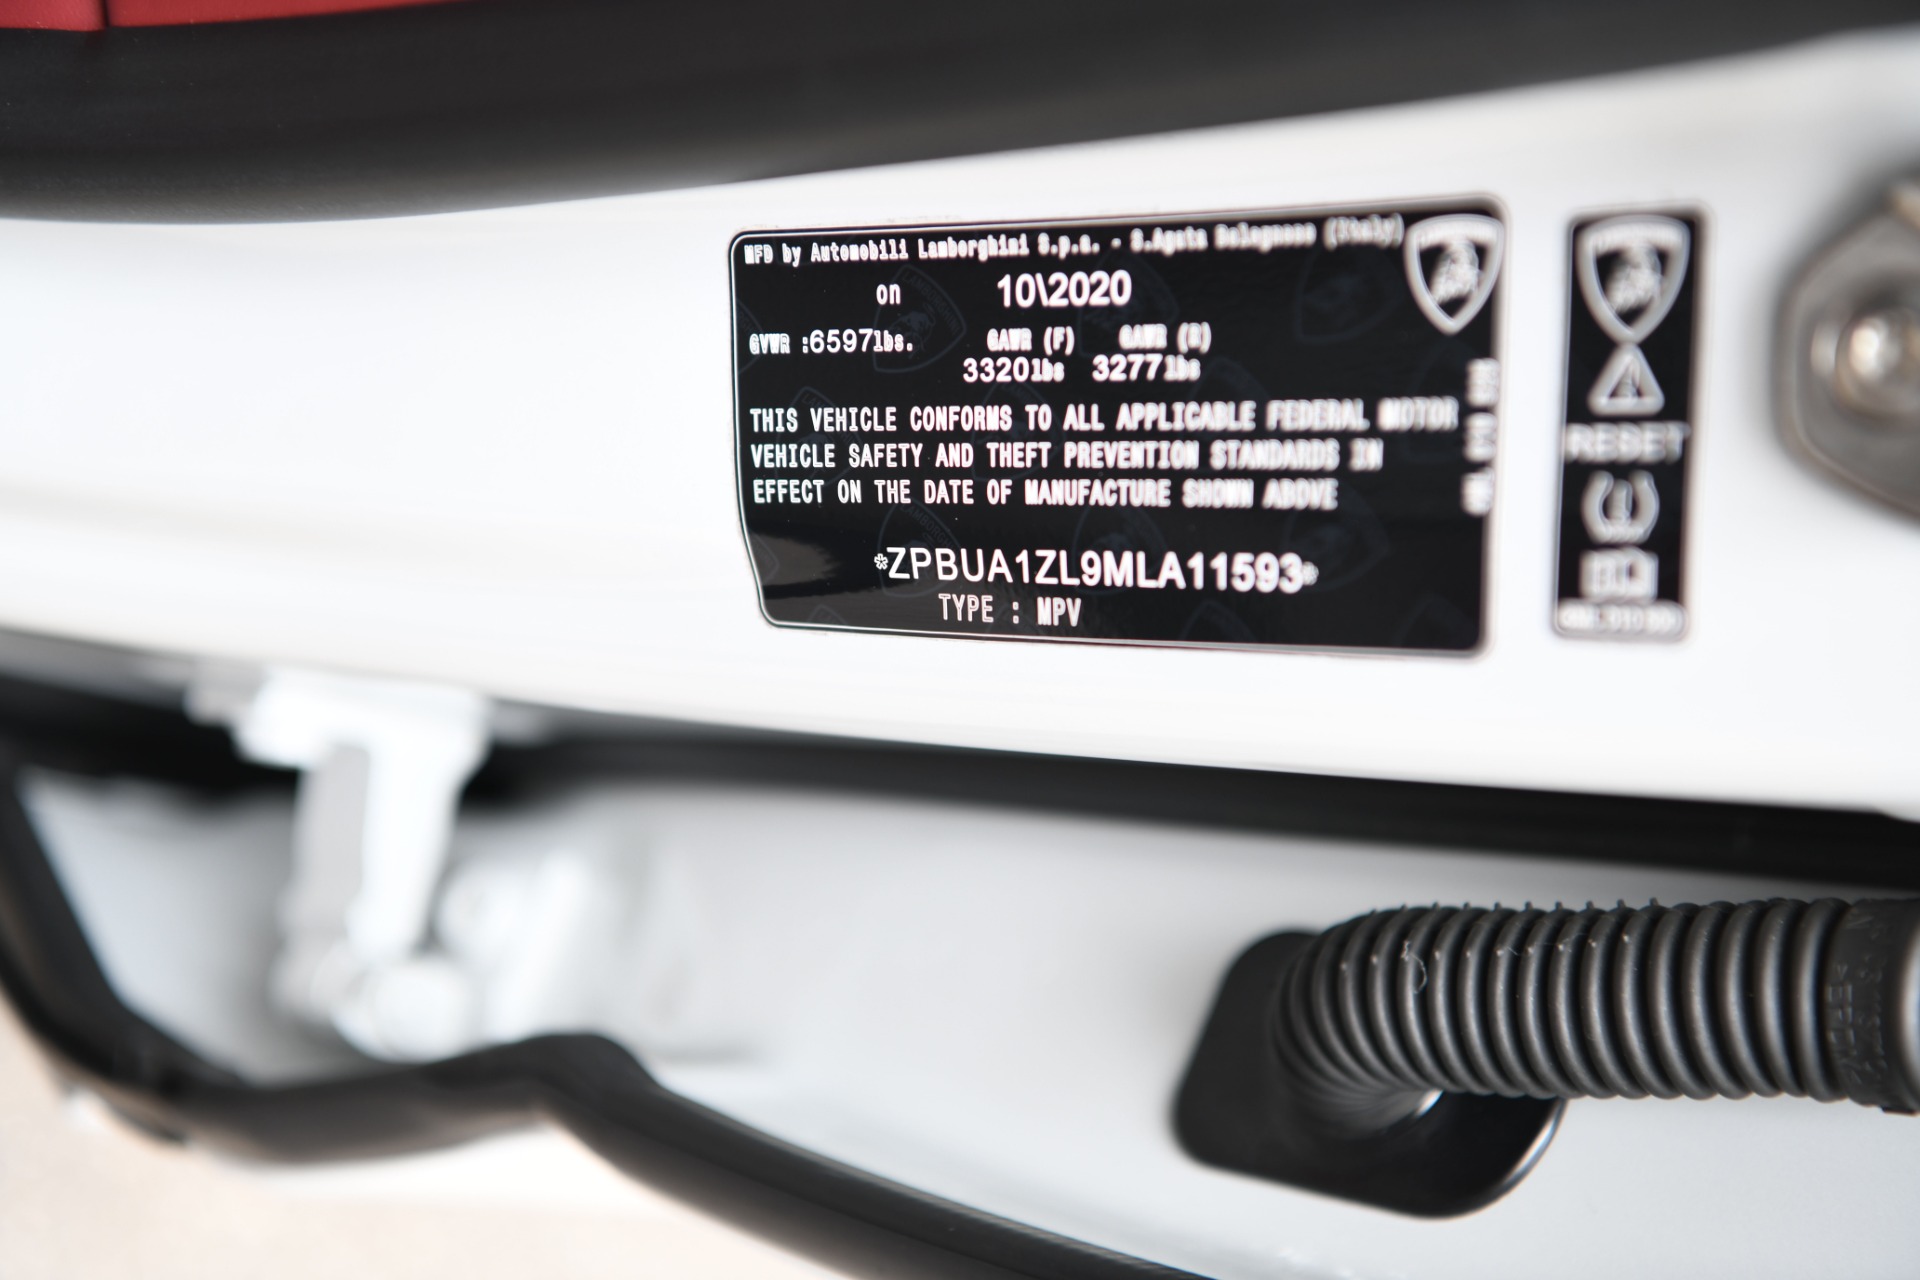 MFD by Automobili Lamborghini S.p.a. - S.Agata Bolognese (Italy)
on 10\2020
GVWR :6597lbs. GAWR (F) GAWR (R)
3320lbs 3277lbs
THIS VEHICLE CONFORMS TO ALL APPLICABLE FEDERAL MOTOR
VEHICLE SAFETY AND THEFT PREVENTION STANDARDS IN
EFFECT ON THE DATE OF MANUFACTURE SHOWN ABOVE
*ZPBUA1ZL9MLA11593*
TYPE : MPV
RESET